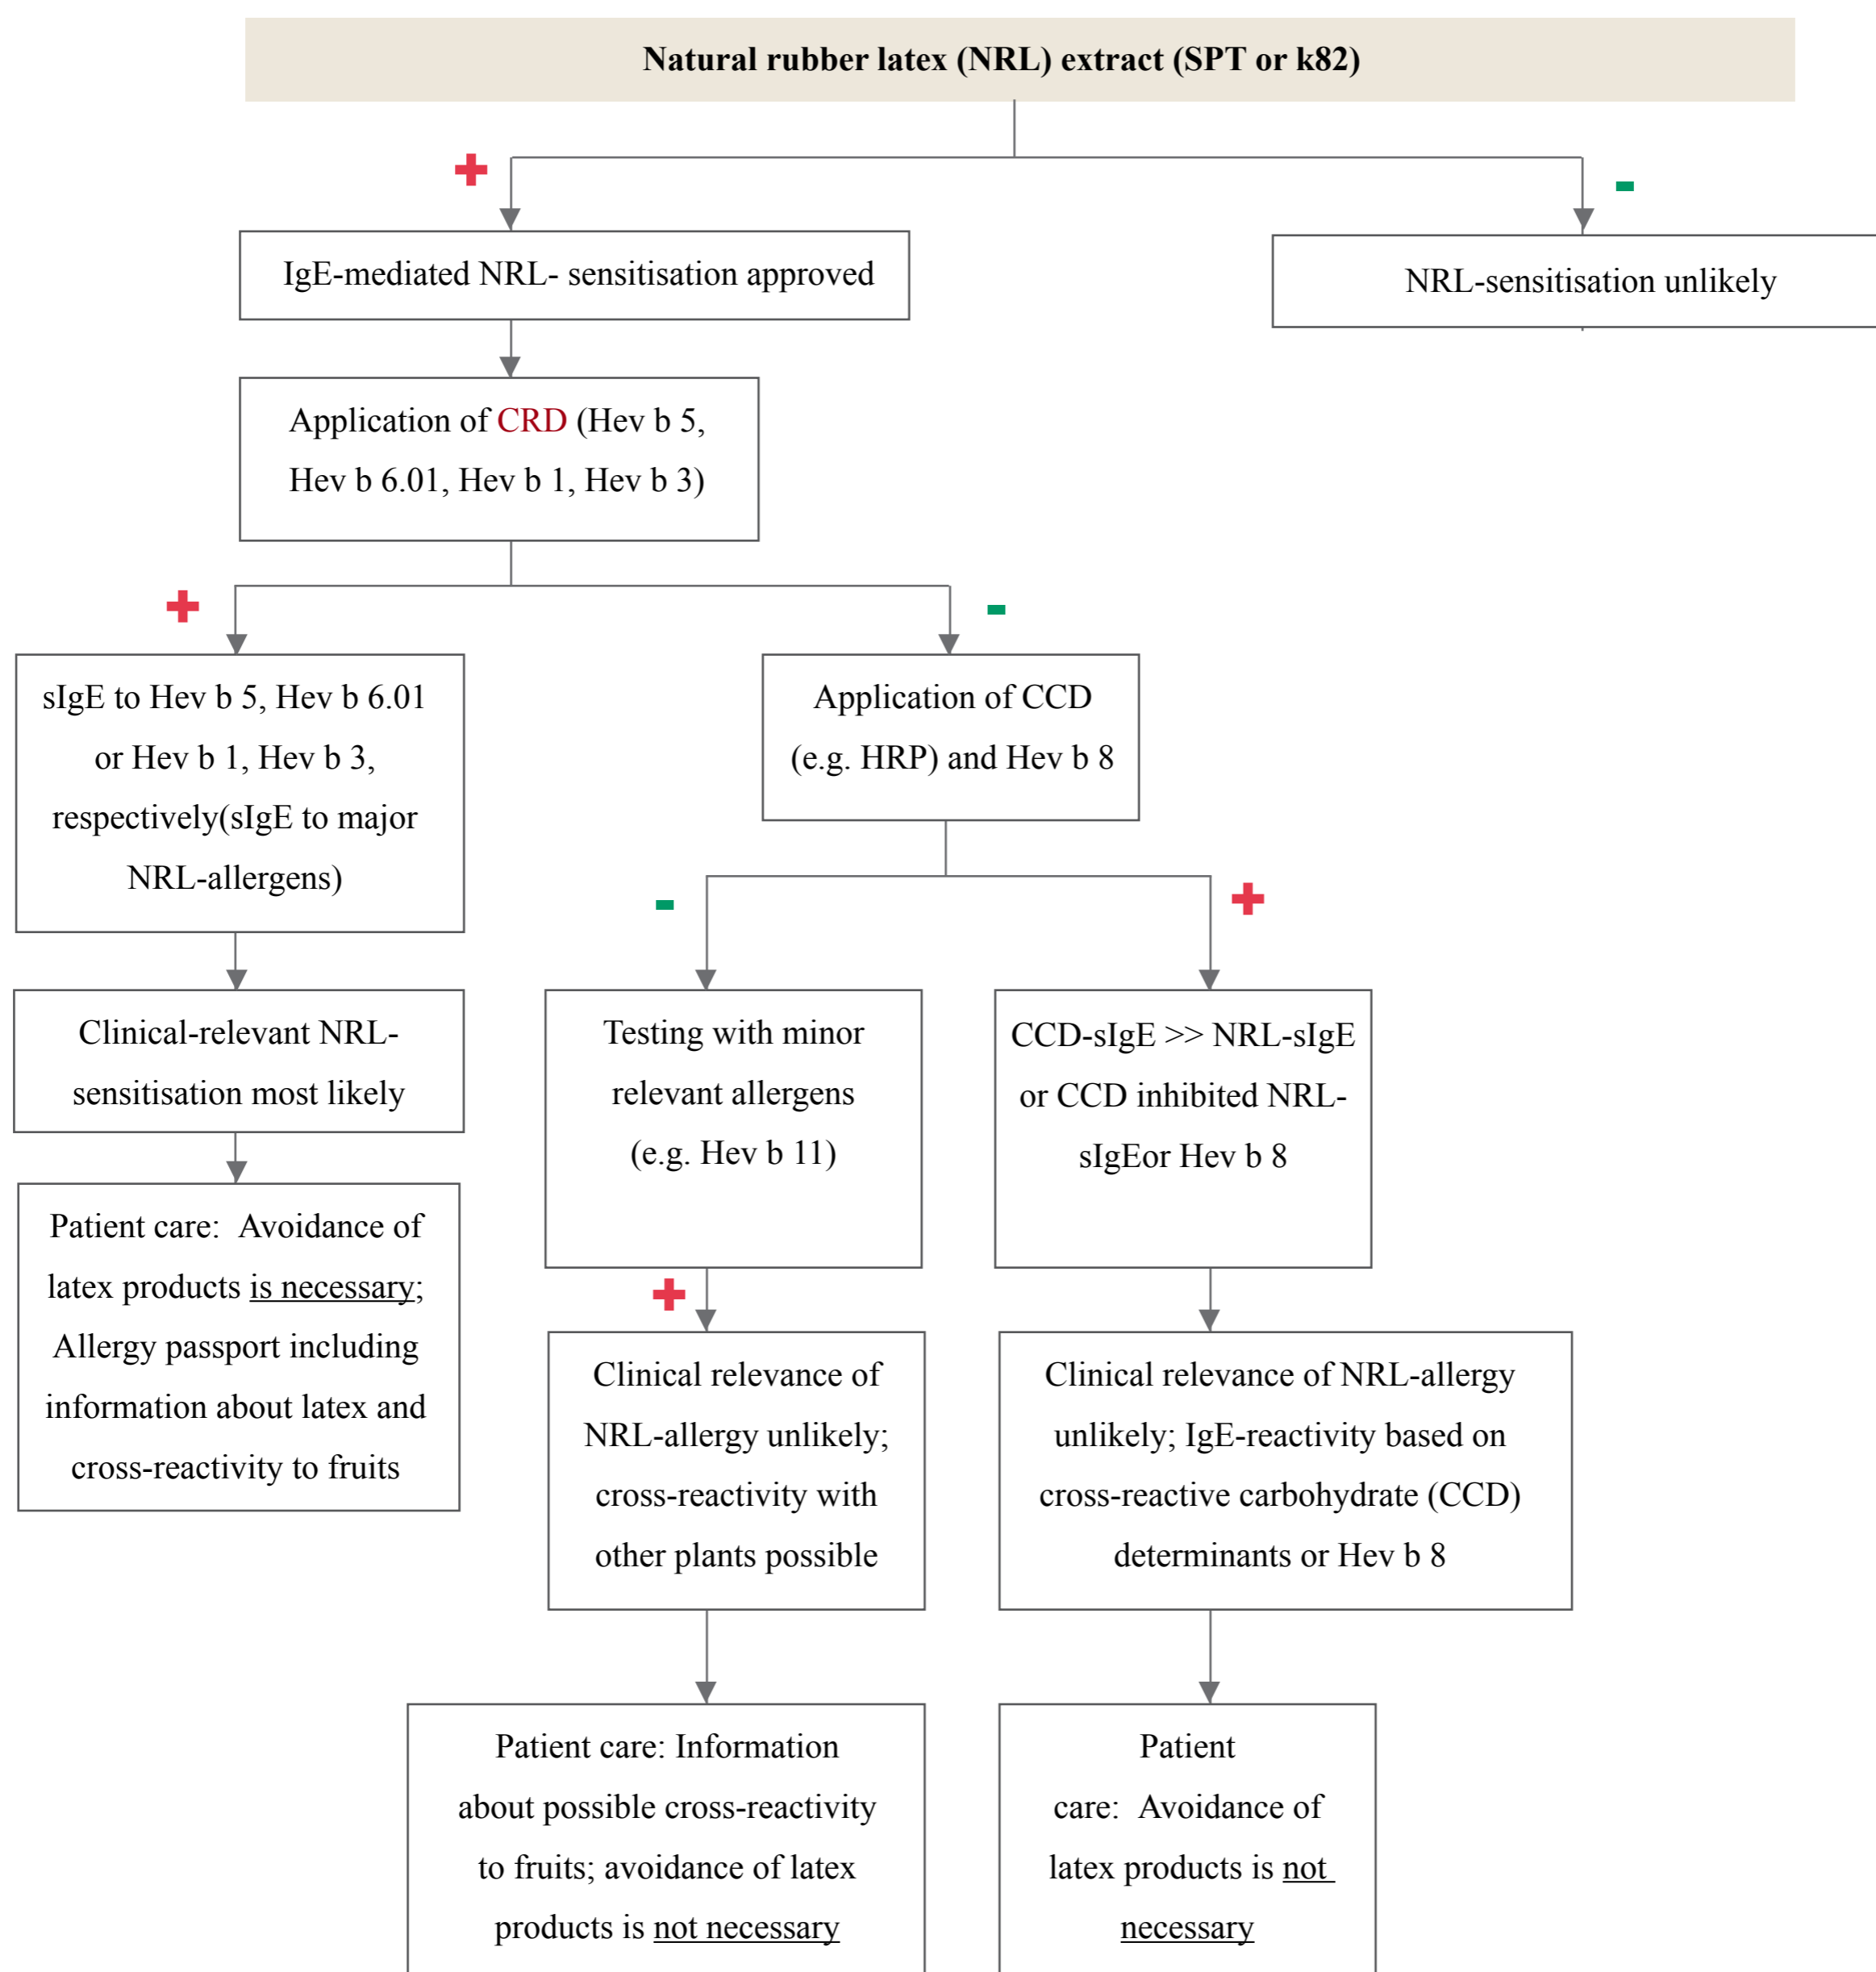 Natural rubber latex (NRL) extract (SPT or k82)
+
-
IgE-mediated NRL- sensitisation approved
NRL-sensitisation unlikely
Application of CRD (Hev b 5,
Hev b 6.01, Hev b 1, Hev b 3)
+
-
sIgE to Hev b 5, Hev b 6.01
or Hev b 1, Hev b 3,
respectively(sIgE to major
NRL-allergens)
Application of CCD
(e.g. HRP) and Hev b 8
-
+
Clinical-relevant NRL-
sensitisation most likely
Testing with minor
relevant allergens
(e.g. Hev b 11)
CCD-sIgE >> NRL-sIgE
or CCD inhibited NRL-
sIgEor Hev b 8
Patient care:  Avoidance of
latex products is necessary;
Allergy passport including
information about latex and
cross-reactivity to fruits
+
Clinical relevance of
NRL-allergy unlikely;
cross-reactivity with
other plants possible
Clinical relevance of NRL-allergy
unlikely; IgE-reactivity based on
cross-reactive carbohydrate (CCD)
determinants or Hev b 8
Patient care: Information
about possible cross-reactivity
to fruits; avoidance of latex
products is not necessary
Patient
care:  Avoidance of
latex products is not
necessary